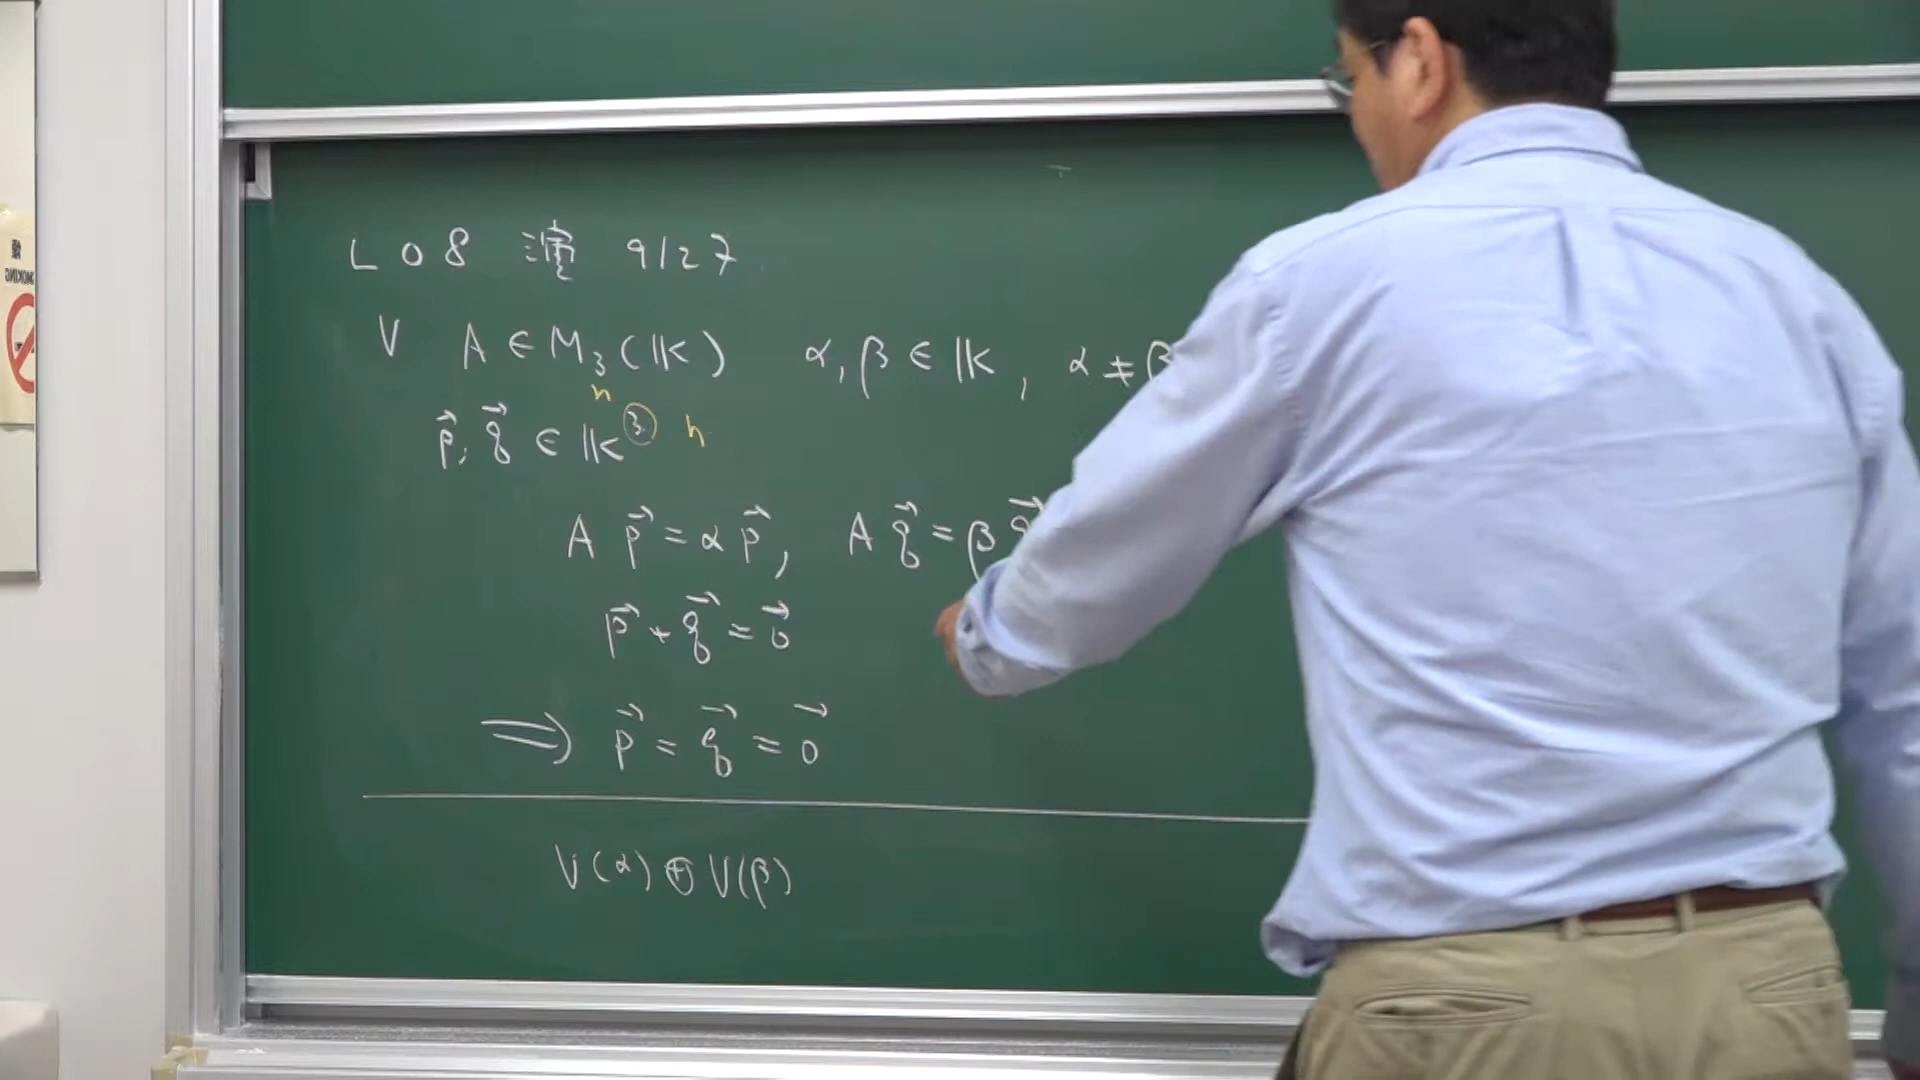 L08 演 9/27
V A ∈ M₃(𝕂) α, β ∈ 𝕂, α ≠ β
n
p⃗, q⃗ ∈ 𝕂³ n
A p⃗ = α p⃗, A q⃗ = β q⃗
p⃗ + q⃗ = 0⃗
⟹ p⃗ = q⃗ = 0⃗
V(α) ⊕ V(β)